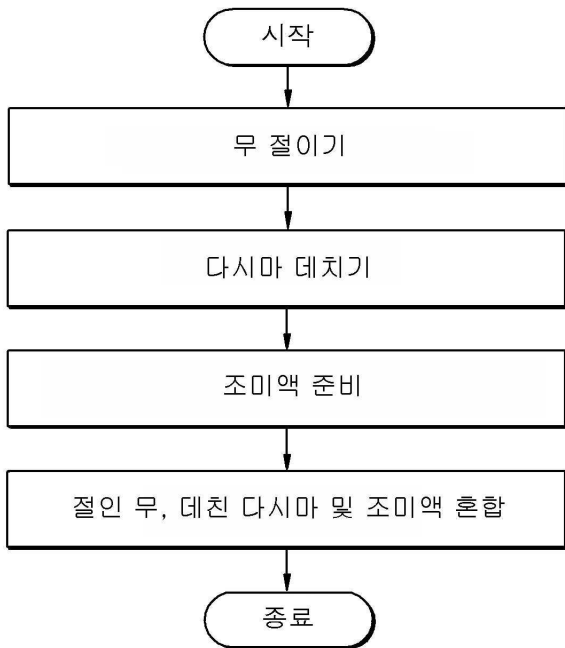 시작
무 절이기
다시마 데치기
조미액 준비
절인 무, 데친 다시마 및 조미액 혼합
종료